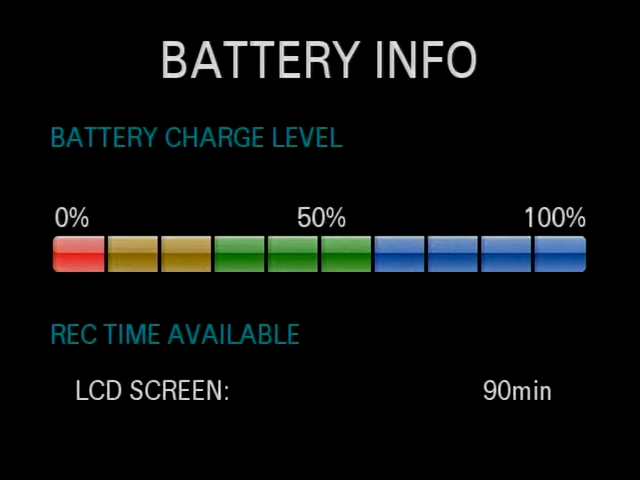 BATTERY INFO
BATTERY CHARGE LEVEL
0% 50% 100%
REC TIME AVAILABLE
LCD SCREEN: 90min